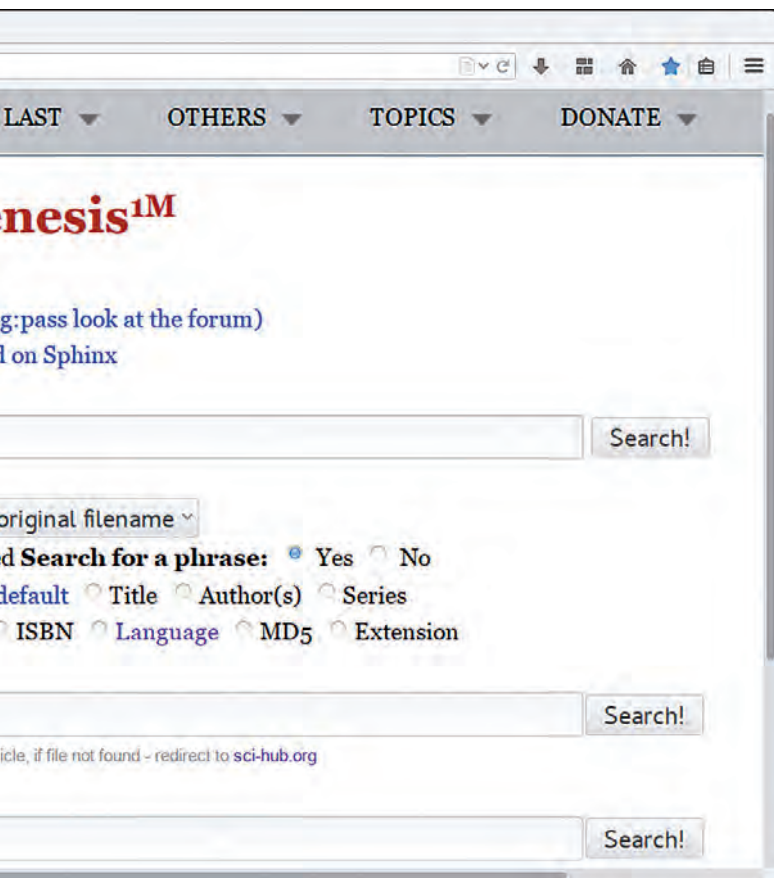 LAST OTHERS TOPICS DONATE
enesis1M
g:pass look at the forum)
d on Sphinx
Search!
original filename
ed Search for a phrase: Yes No
default Title Author(s) Series
ISBN Language MD5 Extension
Search!
icle, if file not found - redirect to sci-hub.org
Search!